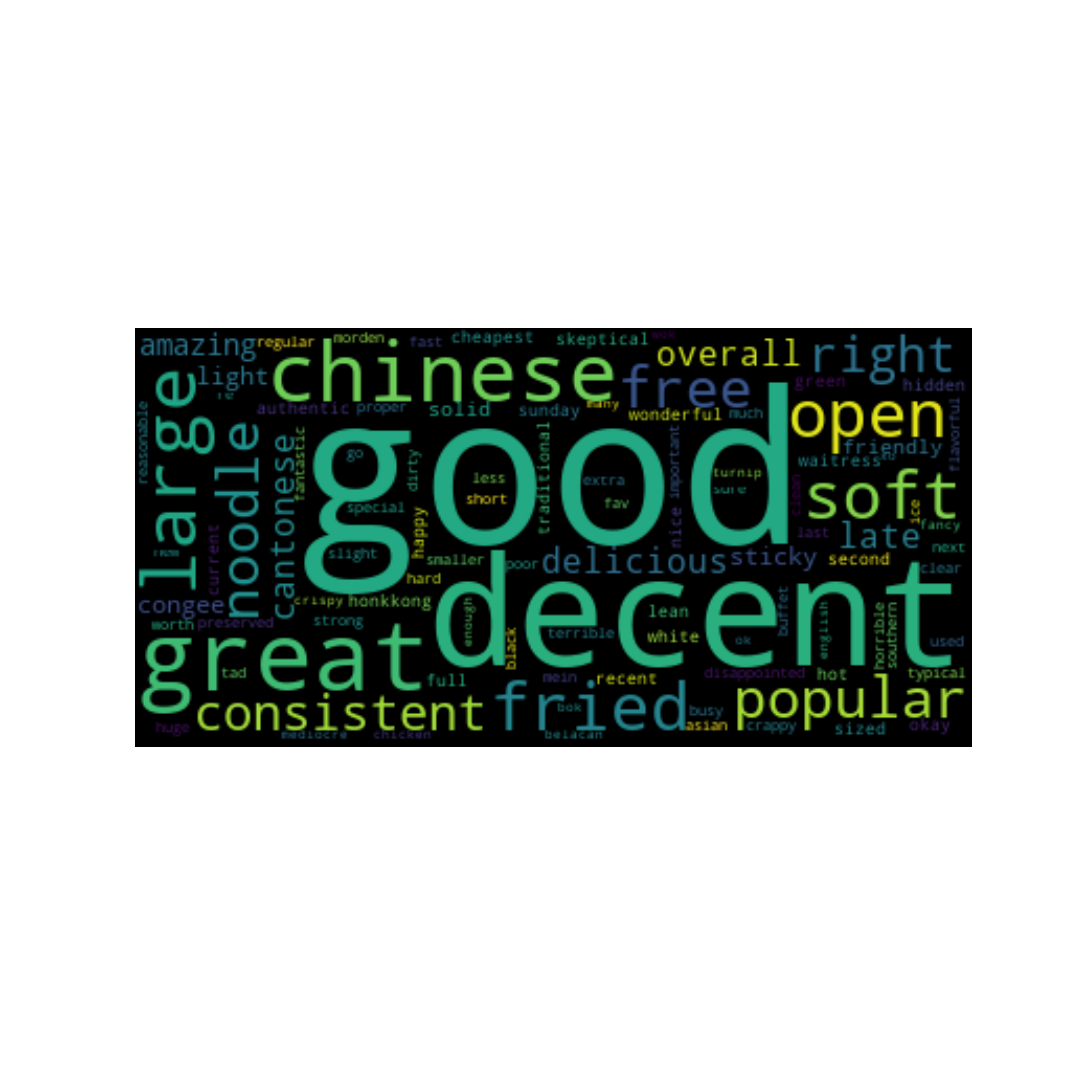 amazing
regular
morden
fast
cheapest
skeptical
overall
right
light
chinese
free
green
hidden
authentic
proper
solid
sunday
many
wonderful
much
open
reasonable
large
noodle
cantonese
fantastic
go
dirty
good
less
short
traditional
extra
fav
important
nice
turnip
sure
clean
waitress
friendly
flavorful
soft
special
happy
last
late
ice
fancy
next
current
slight
smaller
poor
delicious
sticky
second
clear
hard
congee
crispy
honkkong
decent
worth
preserved
strong
enough
black
terrible
lean
white
ok
buffet
english
horrible
southern
used
great
tad
full
mein
recent
disappointed
hot
typical
consistent
fried
bok
busy
popular
huge
mediocre
chicken
belacan
asian
crappy
sized
okay